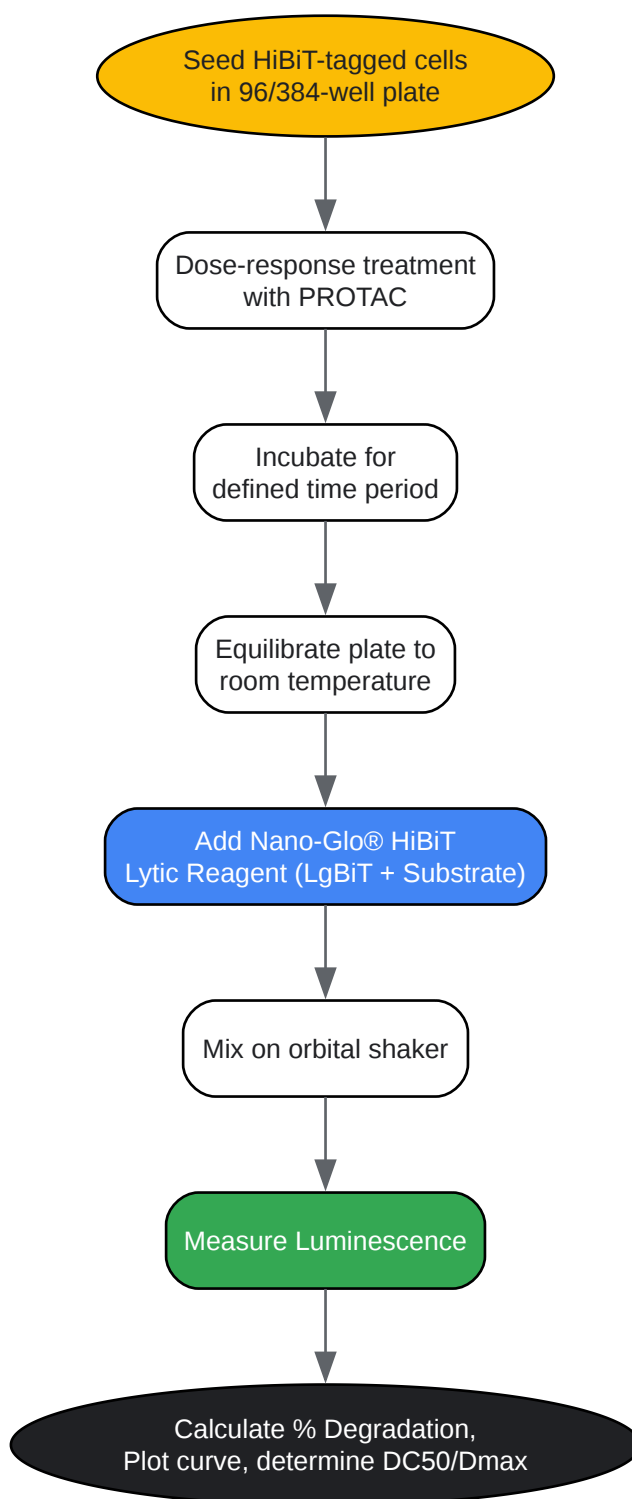 Seed HiBiT-tagged cells
in 96/384-well plate
Dose-response treatment
with PROTAC
Incubate for
defined time period
Equilibrate plate to
room temperature
Add Nano-Glo® HiBiT
Lytic Reagent (LgBiT + Substrate)
Mix on orbital shaker
Measure Luminescence
Calculate % Degradation,
Plot curve, determine DC50/Dmax